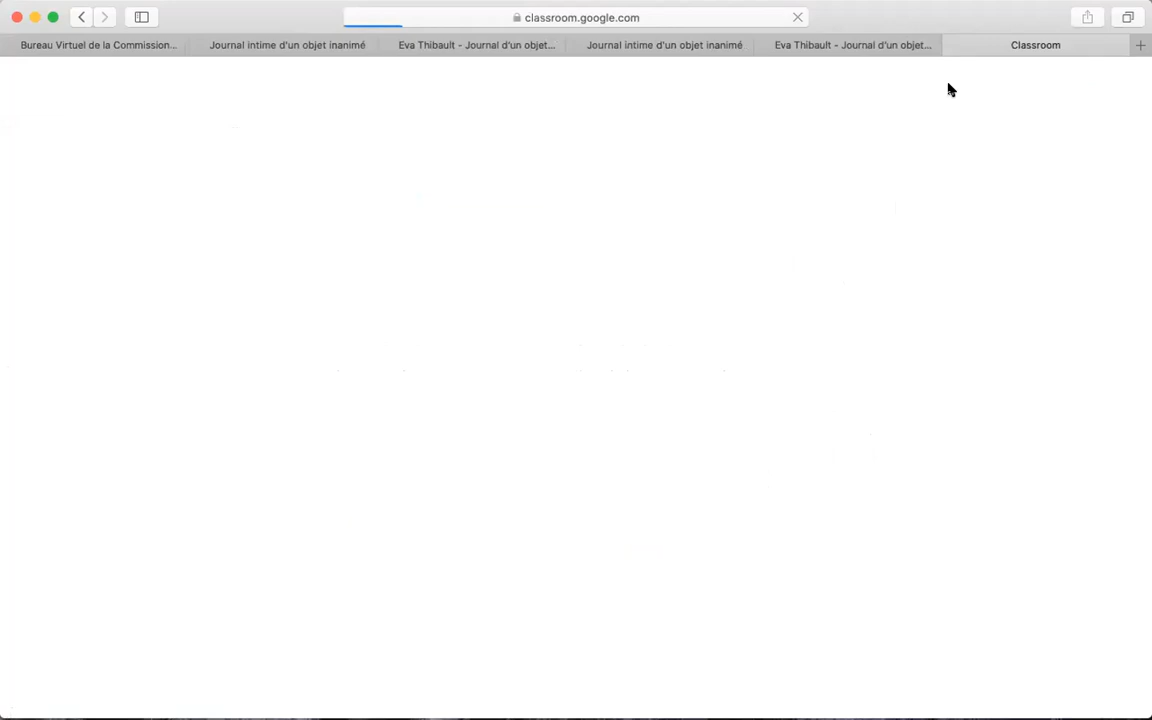 classroom.google.com
Bureau Virtuel de la Commission...
Journal intime d'un objet inanimé
Eva Thibault - Journal d'un objet...
Journal intime d'un objet inanimé
Eva Thibault - Journal d'un objet...
Classroom